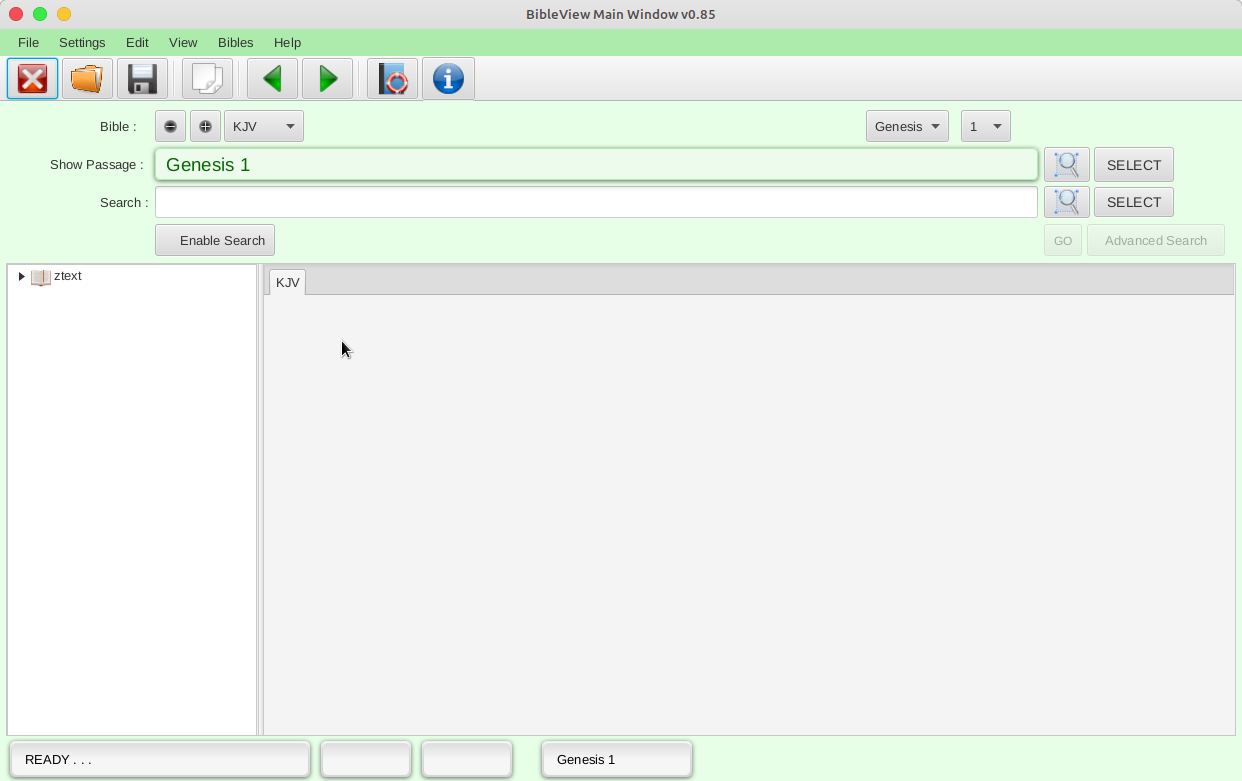 BibleView Main Window v0.85
File Settings Edit View Bibles Help
Bible : KJV Genesis 1
Show Passage : Genesis 1 SELECT
Search : SELECT
Enable Search GO Advanced Search
ztext KJV
READY . . . Genesis 1